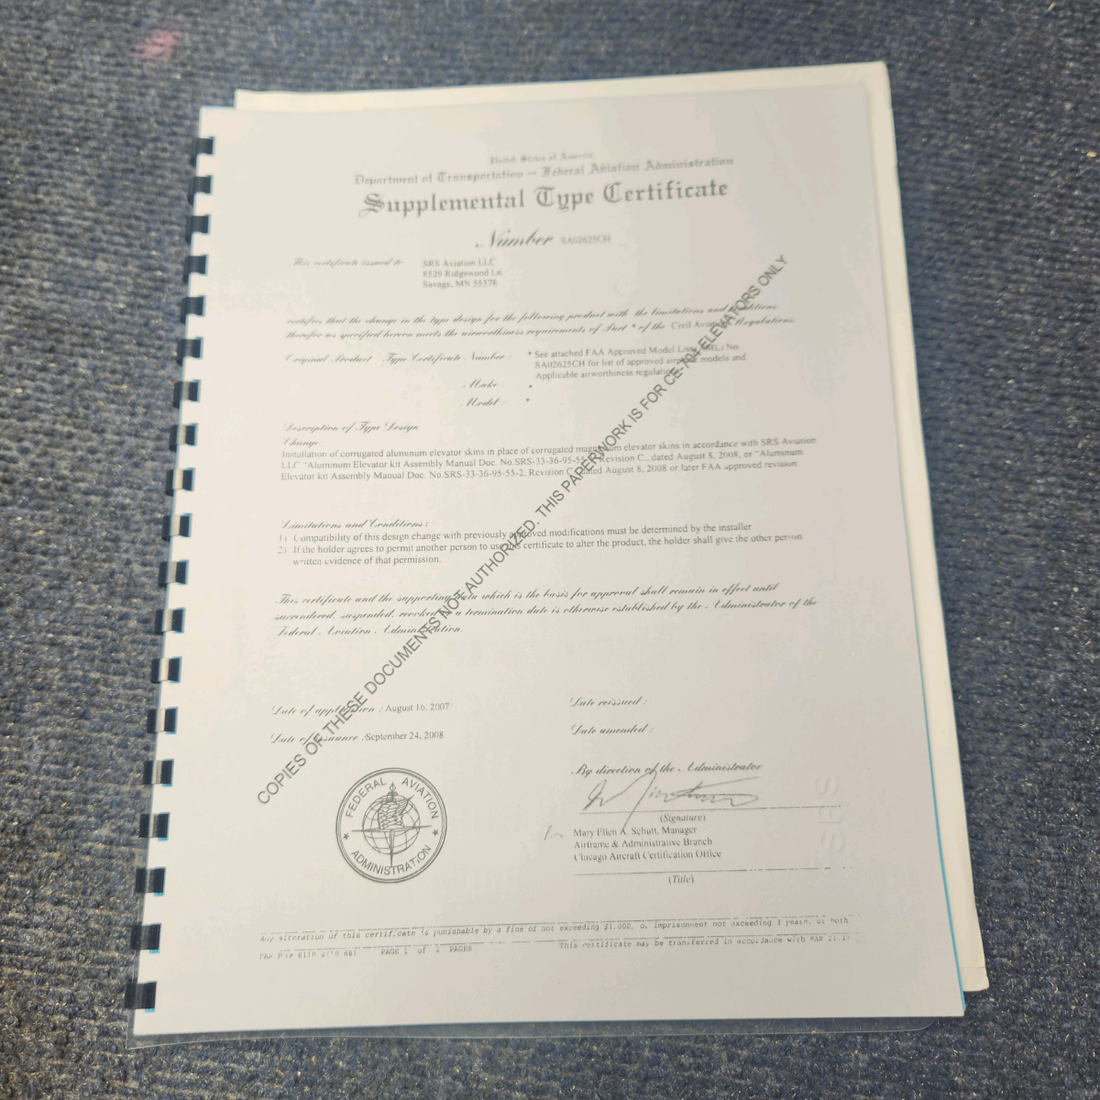 United States of America
Department of Transportation -- Federal Aviation Administration
Supplemental Type Certificate
Number SA02625CH
This certificate issued to SRS Aviation LLC
8529 Ridgewood Ln
Savage, MN 55378
certifies that the change in the type design for the following product with the limitations and conditions
therefor as specified hereon meets the airworthiness requirements of Part * of the Civil Aviation Regulations.
Original Product Type Certificate Number : * See attached FAA Approved Model List (AML) No.
SA02625CH for list of approved airplane models and
Applicable airworthiness regulations
Make : *
Model : *
Description of Type Design
Change
Installation of corrugated aluminum elevator skins in place of corrugated magnesium elevator skins in accordance with SRS Aviation
LLC "Aluminum Elevator kit Assembly Manual Doc. No.SRS-33-36-95-55 Revision C., dated August 8, 2008, or "Aluminum
Elevator kit Assembly Manual Doc. No.SRS-33-36-95-55-2, Revision C, dated August 8, 2008 or later FAA approved revision.
Limitations and Conditions :
1) Compatibility of this design change with previously approved modifications must be determined by the installer
2) If the holder agrees to permit another person to use this certificate to alter the product, the holder shall give the other person
written evidence of that permission.
This certificate and the supporting data which is the basis for approval shall remain in effect until
surrendered, suspended, revoked or a termination date is otherwise established by the Administrator of the
Federal Aviation Administration.
COPIES OF THESE DOCUMENTS NOT AUTHORIZED. THIS PAPERWORK IS FOR CE-704 ELEVATORS ONLY
Date of application : August 16, 2007
Date reissued :
Date of issuance : September 24, 2008
Date amended :
By direction of the Administrator
(Signature)
Mary Ellen A. Schutt, Manager
Airframe & Administrative Branch
Chicago Aircraft Certification Office
(Title)
FEDERAL AVIATION
ADMINISTRATION
SRS
Any alteration of this certificate is punishable by a fine of not exceeding $1,000, or imprisonment not exceeding 3 years, or both
PAGE 1 of 2 PAGES
This certificate may be transferred in accordance with FAR 21.47